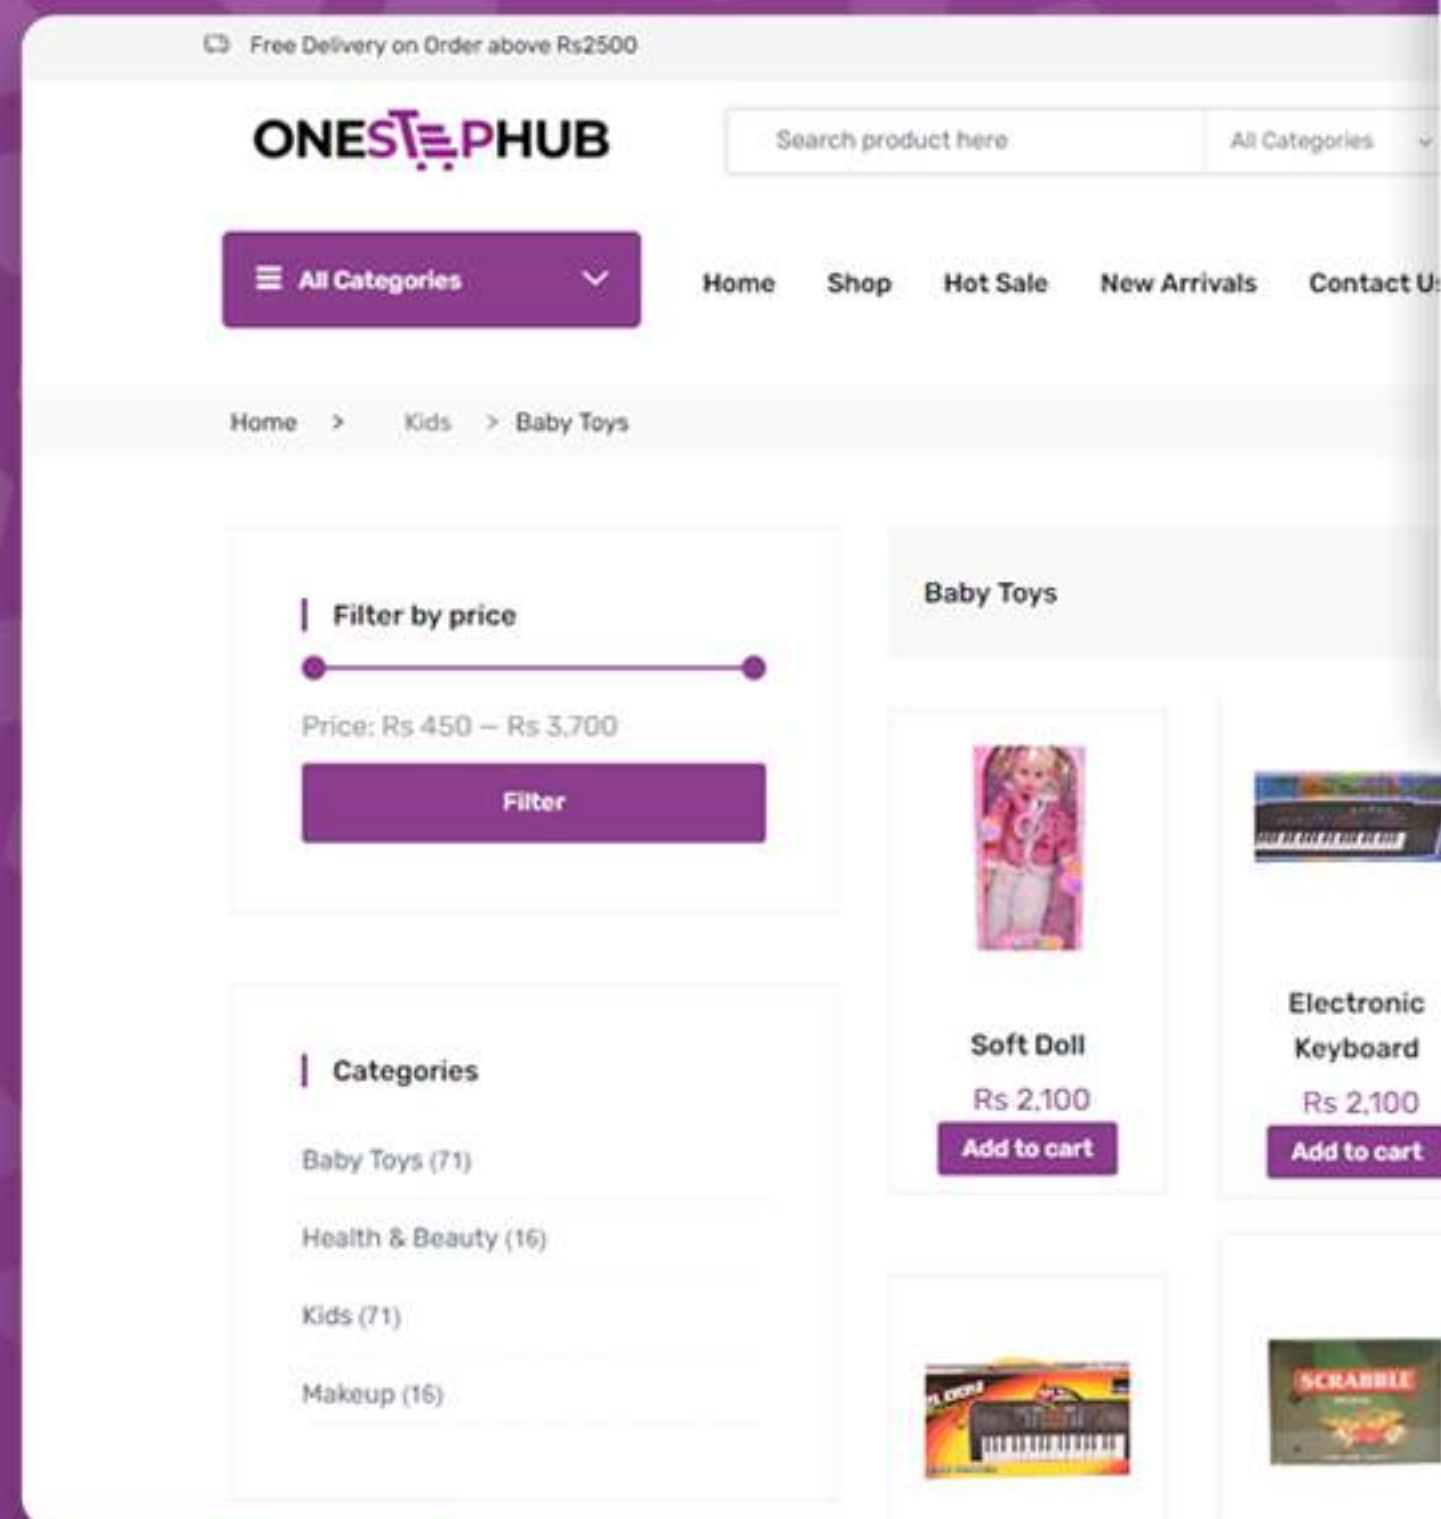 Free Delivery on Order above Rs2500
ONESTEPHUB
Search product here
All Categories
All Categories
Home
Shop
Hot Sale
New Arrivals
Contact Us
Home > Kids > Baby Toys
Filter by price
Price: Rs 450 — Rs 3,700
Filter
Categories
Baby Toys (71)
Health & Beauty (16)
Kids (71)
Makeup (16)
Baby Toys
Soft Doll
Rs 2,100
Add to cart
Electronic
Keyboard
Rs 2,100
Add to cart
SCRABBLE